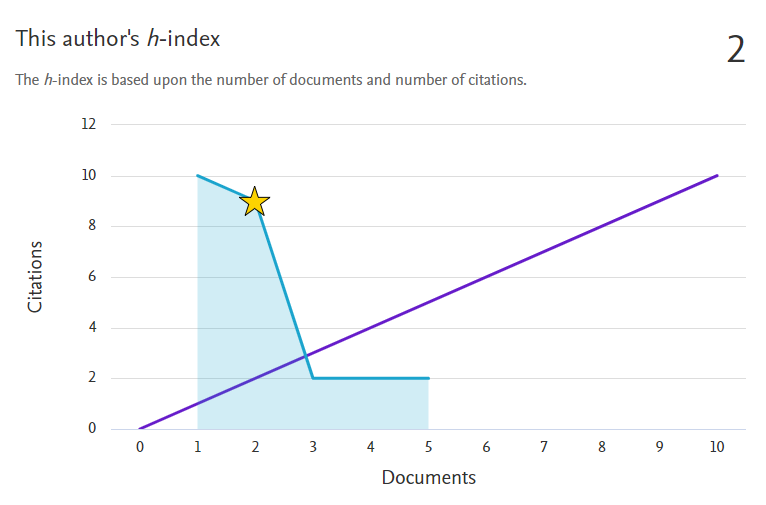 This author's h-index
2
The h-index is based upon the number of documents and number of citations.
12
10
8
6
4
2
0
Citations
0 1 2 3 4 5 6 7 8 9 10
Documents